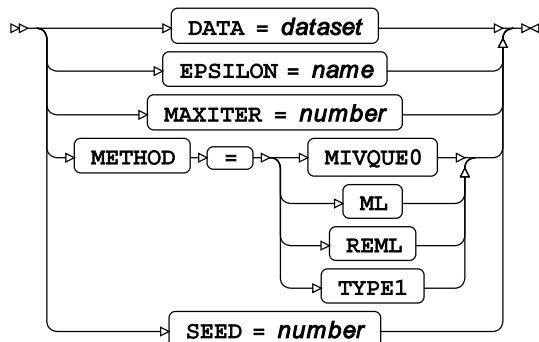 DATA = dataset
EPSILON = name
MAXITER = number
METHOD = MIVQUE0
ML
REML
TYPE1
SEED = number